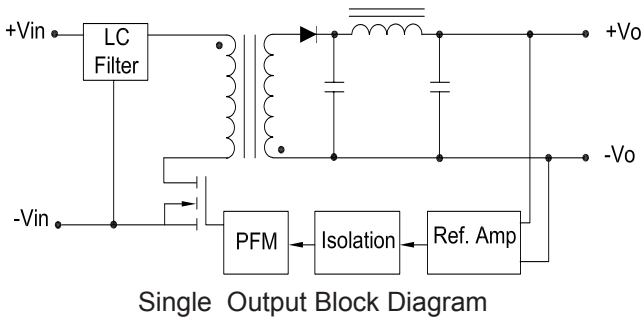 +Vin
LC
Filter
+Vo
-Vo
-Vin
PFM
Isolation
Ref. Amp
Single Output Block Diagram